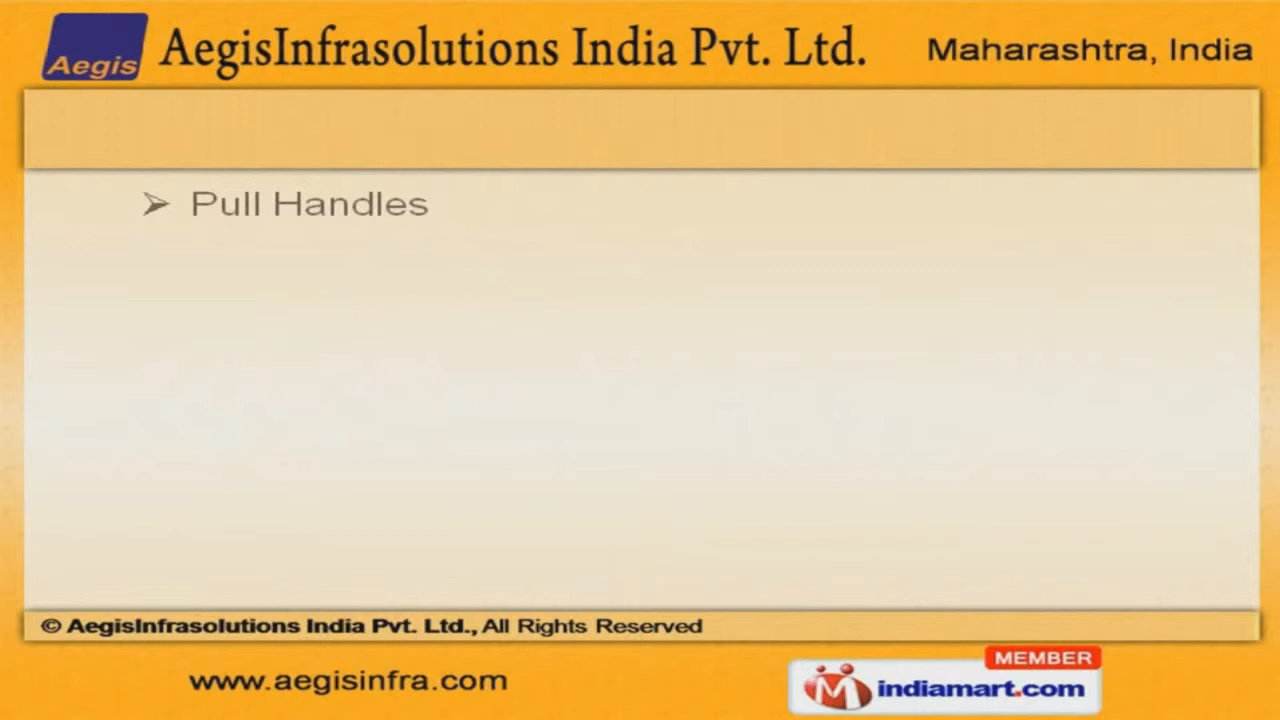 Aegis
AegisInfrasolutions India Pvt. Ltd.
Maharashtra, India
➢ Pull Handles
© AegisInfrasolutions India Pvt. Ltd., All Rights Reserved
www.aegisinfra.com
MEMBER
indiamart.com